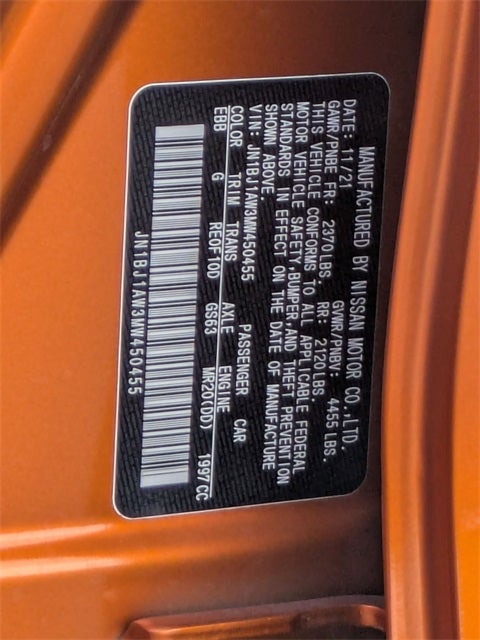 MANUFACTURED BY NISSAN MOTOR CO.,LTD.
DATE: 11/21 GVWR/PNBV: 4455 LBS.
GAWR/PNBE FR: 2370LBS. RR: 2120LBS
THIS VEHICLE CONFORMS TO ALL APPLICABLE FEDERAL
MOTOR VEHICLE SAFETY,BUMPER,AND THEFT PREVENTION
STANDARDS IN EFFECT ON THE DATE OF MANUFACTURE
SHOWN ABOVE.
VIN: JN1BJ1AW3MW450455 PASSENGER CAR
COLOR TRIM TRANS AXLE ENGINE
EBB G RE0F10D GS63 MR20(DD) 1997CC
JN1BJ1AW3MW450455